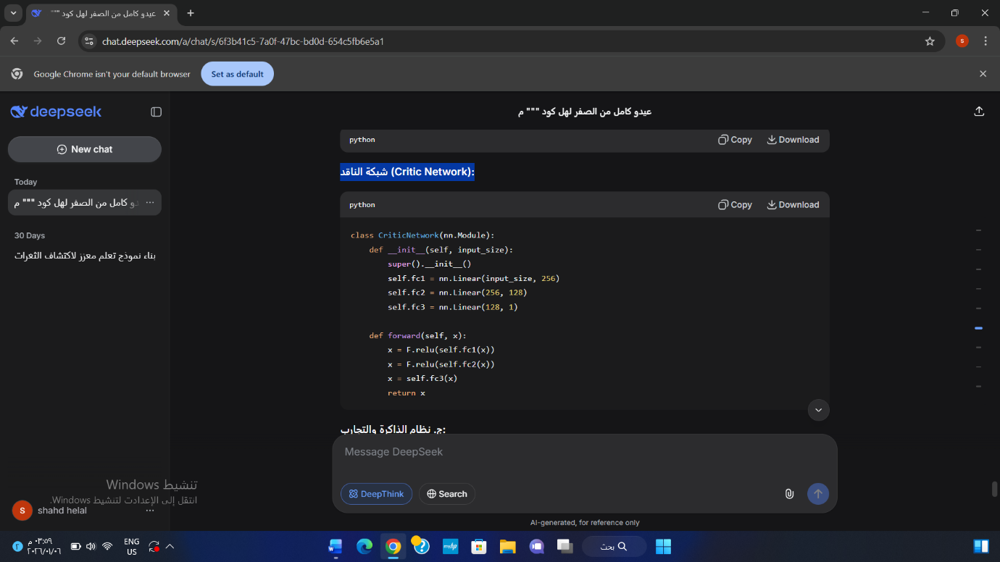 عيدو كامل من الصفر لهل كود """
chat.deepseek.com/a/chat/s/6f3b41c5-7a0f-47bc-bd0d-654c5fb6e5a1
S
Google Chrome isn't your default browser
Set as default
deepseek
New chat
Today
دو كامل من الصفر لهل كود """ م
30 Days
بناء نموذج تعلم معزز لاكتشاف الثغرات
عيدو كامل من الصفر لهل كود """ م
python
Copy
Download
شبكة الناقد (Critic Network):
python
Copy
Download
class CriticNetwork(nn.Module):
def __init__(self, input_size):
super().__init__()
self.fc1 = nn.Linear(input_size, 256)
self.fc2 = nn.Linear(256, 128)
self.fc3 = nn.Linear(128, 1)
def forward(self, x):
x = F.relu(self.fc1(x))
x = F.relu(self.fc2(x))
x = self.fc3(x)
return x
ج. نظام الذاكرة والتجارب:
Message DeepSeek
DeepThink
Search
AI-generated, for reference only
تنشيط Windows
انتقل إلى الإعدادت لتنشيط Windows.
S
shahd helal
٢
٠٣:٥٩ م
٢٠٢٦/٠١/٠٦
ENG
US
W
myhp
بحث